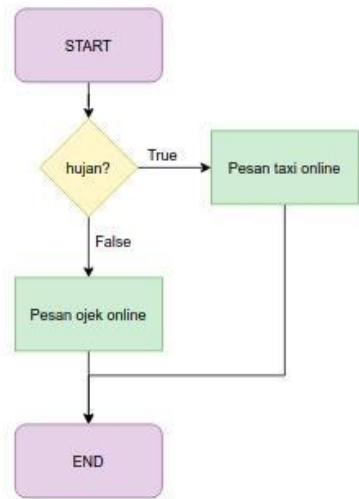 START
hujan?
True
Pesan taxi online
False
Pesan ojek online
END